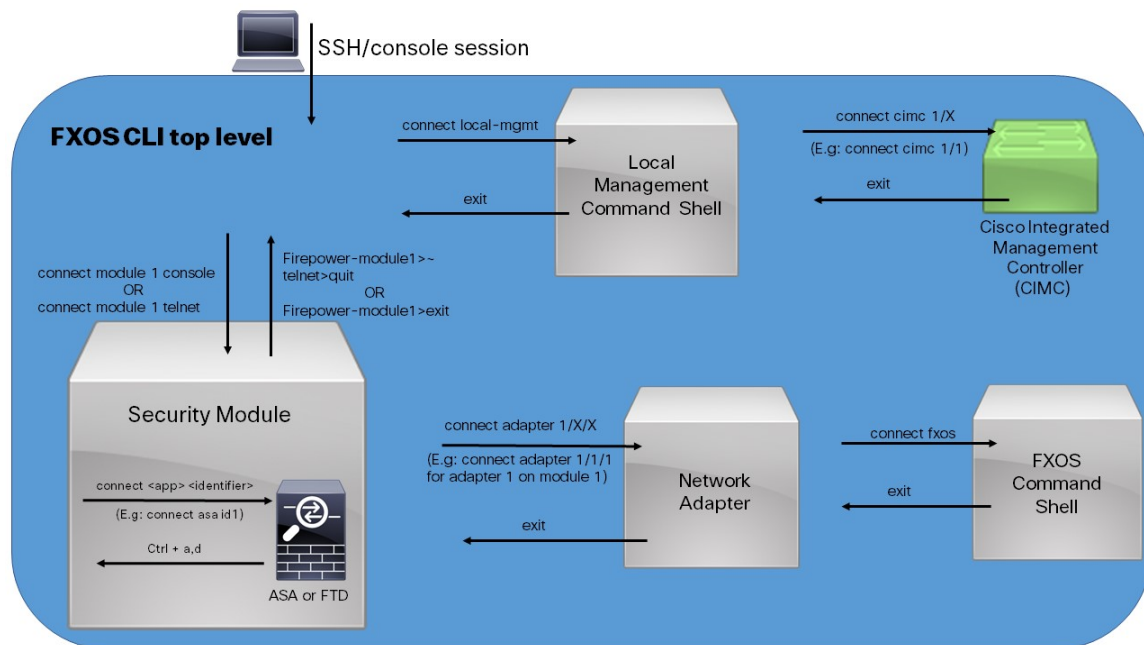 SSH/console session
FXOS CLI top level
connect local-mgmt
exit
Local
Management
Command Shell
connect cimc 1/X
(E.g: connect cimc 1/1)
exit
Cisco Integrated
Management
Controller
(CIMC)
connect module 1 console
OR
connect module 1 telnet
Firepower-module1>~
telnet>quit
OR
Firepower-module1>exit
Security Module
connect <app> <identifier>
(E.g: connect asa id1)
Ctrl + a,d
ASA or FTD
connect adapter 1/X/X
(E.g: connect adapter 1/1/1
for adapter 1 on module 1)
exit
Network
Adapter
connect fxos
exit
FXOS
Command
Shell